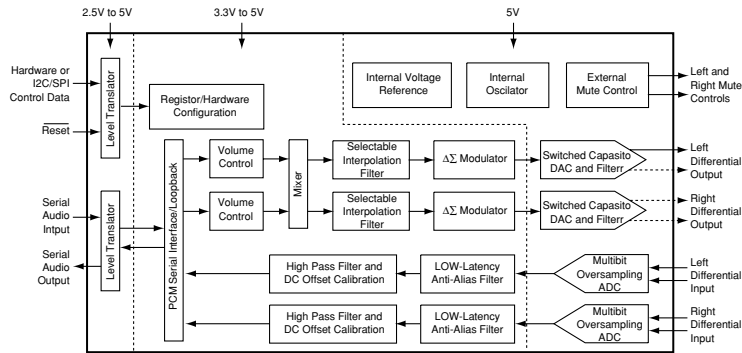 2.5V to 5V
3.3V to 5V
5V
Hardware or
I2C/SPI
Control Data
Reset
Level Translator
Register/Hardware
Configuration
Internal Voltage
Reference
Internal
Oscilator
External
Mute Control
Left and
Right Mute
Controls
Serial
Audio
Intput
Serial
Audio
Output
Level Translator
PCM Serial Interface/Loopback
Volume
Control
Volume
Control
Mixer
Selectable
Interpolation
Filter
Selectable
Interpolation
Filter
ΔΣ Modulator
ΔΣ Modulator
Switched Capasito
DAC and Filterr
Switched Capasito
DAC and Filterr
Left
Differential
Output
Right
Differential
Output
High Pass Filter and
DC Offset Calibration
LOW-Latency
Anti-Alias Filter
Multibit
Oversampling
ADC
Left
Differential
Input
High Pass Filter and
DC Offset Calibration
LOW-Latency
Anti-Alias Filter
Multibit
Oversampling
ADC
Right
Differential
Input